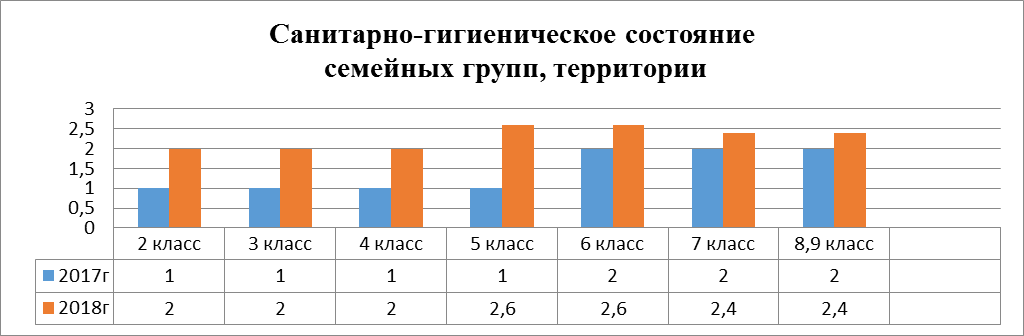 Санитарно-гигиеническое состояние
семейных групп, территории
3
2,5
2
1,5
1
0,5
0
2 класс 3 класс 4 класс 5 класс 6 класс 7 класс 8,9 класс
2017г 1 1 1 1 2 2 2
2018г 2 2 2 2,6 2,6 2,4 2,4